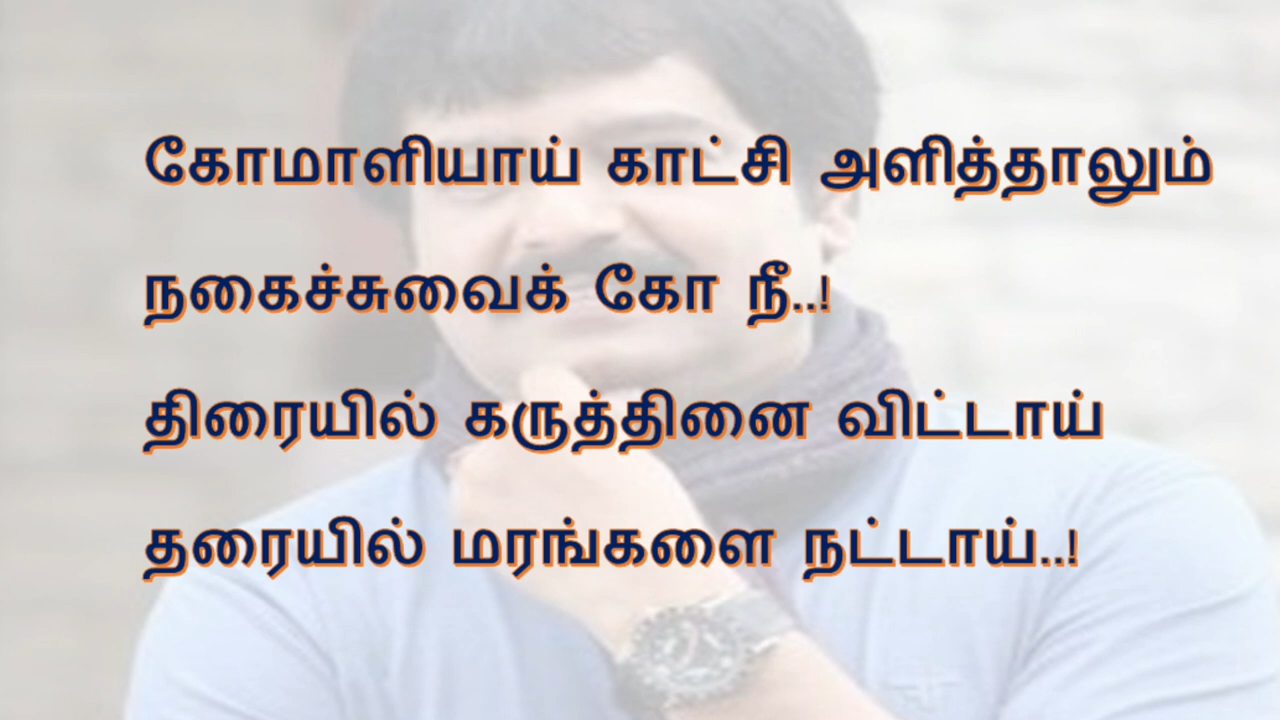 கோமாளியாய் காட்சி அளித்தாலும்
நகைச்சுவைக் கோ நீ..!
திரையில் கருத்தினை விட்டாய்
தரையில் மரங்களை நட்டாய்..!